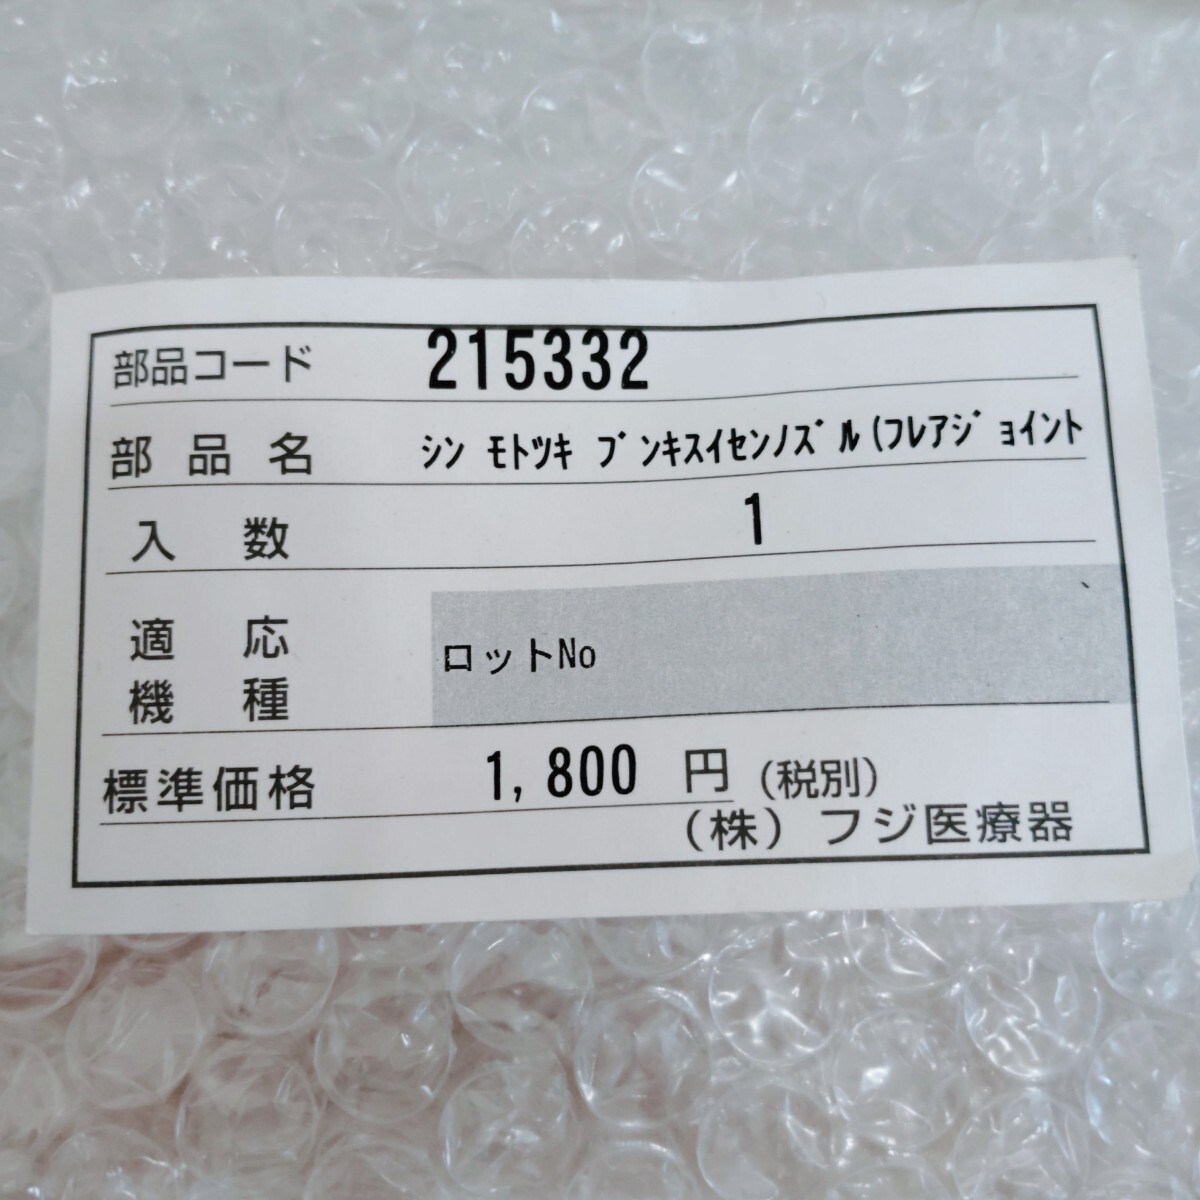 部品コード 215332
部品名 ｼﾝ ﾓﾄﾂｷ ﾌﾞﾝｷｽｲｾﾝﾉｽﾞﾙ(ﾌﾚｱｼﾞｮｲﾝﾄ
入数 1
適応
機種 ロットNo
標準価格 1,800 円 (税別)
(株) フジ医療器